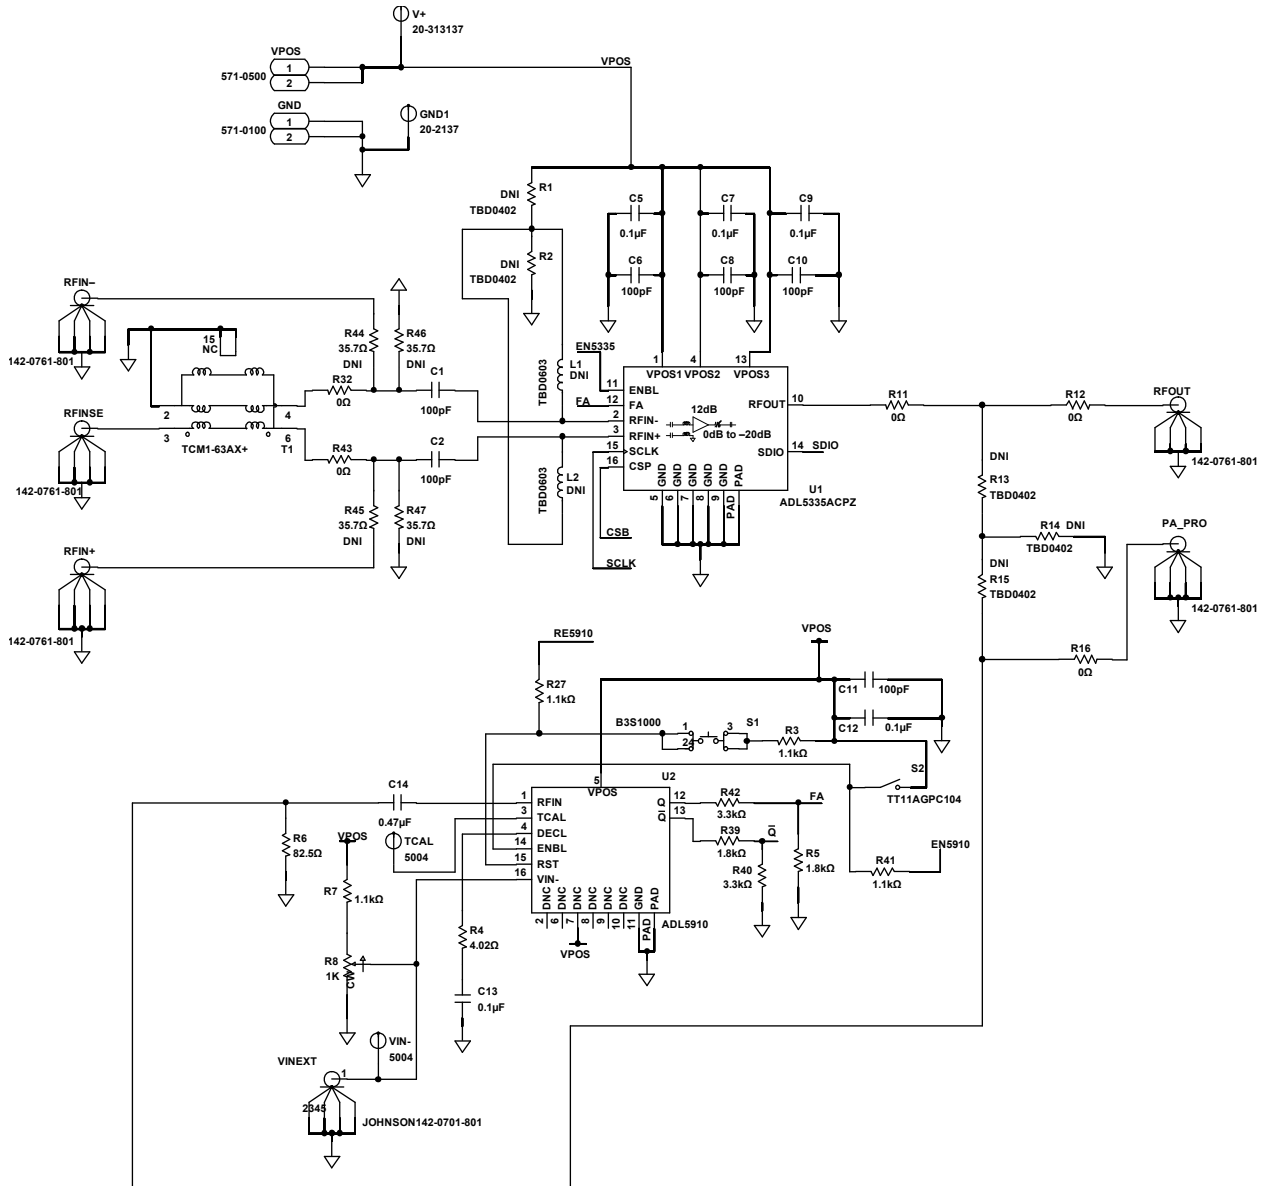 V+
20-313137
VPOS
571-0500
1
2
VPOS
GND
571-0100
1
2
GND1
20-2137
DNI
R1
TBD0402
DNI
R2
TBD0402
C5
0.1µF
C6
100pF
C7
0.1µF
C8
100pF
C9
0.1µF
C10
100pF
RFIN–
142-0761-801
15
NC
R44
35.7Ω
DNI
R46
35.7Ω
DNI
R32
0Ω
C1
100pF
L1
DNI
TBD0603
EN5335
FA
RFINSE
142-0761-801
2
3
4
6
TCM1-63AX+
T1
R43
0Ω
C2
100pF
L2
DNI
TBD0603
R45
35.7Ω
DNI
R47
35.7Ω
DNI
RFIN+
142-0761-801
1
4
13
VPOS1
VPOS2
VPOS3
11
ENBL
12
FA
2
RFIN-
3
RFIN+
15
SCLK
16
CSP
12dB
0dB to –20dB
RFOUT
10
SDIO
14
SDIO
GND
GND
GND
GND
GND
PAD
5
6
7
8
9
PAD
U1
ADL5335ACPZ
CSB
SCLK
R11
0Ω
R12
0Ω
RFOUT
142-0761-801
DNI
R13
TBD0402
R14
DNI
TBD0402
DNI
R15
TBD0402
PA_PRO
142-0761-801
R16
0Ω
RE5910
R27
1.1kΩ
VPOS
C11
100pF
C12
0.1µF
B3S1000
1
2
4
3
S1
R3
1.1kΩ
S2
TT11AGPC104
C14
0.47µF
R6
82.5Ω
VPOS
TCAL
5004
R7
1.1kΩ
R8
1K
CW
1
RFIN
3
TCAL
4
DECL
14
ENBL
15
RST
16
VIN-
5
VPOS
U2
Q
12
Q̅
13
DNC
DNC
DNC
DNC
DNC
DNC
GND
PAD
2
6
7
8
9
10
11
PAD
ADL5910
VPOS
R42
3.3kΩ
FA
R39
1.8kΩ
Q̅
R40
3.3kΩ
R5
1.8kΩ
R41
1.1kΩ
EN5910
R4
4.02Ω
C13
0.1µF
VIN-
5004
VINEXT
1
2345
JOHNSON142-0701-801